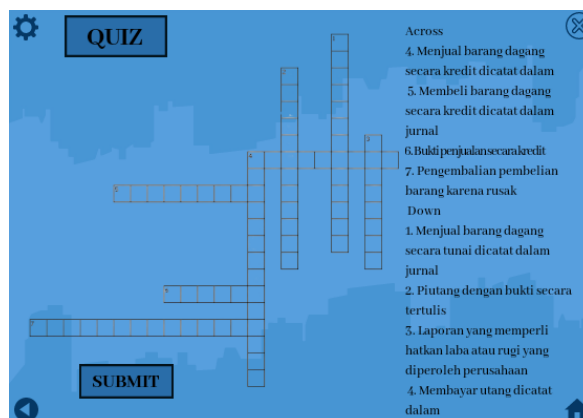 QUIZ
Across
4. Menjual barang dagang
secara kredit dicatat dalam
5. Membeli barang dagang
secara kredit dicatat dalam
jurnal
6.Bukti penjualan secara kredit
7. Pengembalian pembelian
barang karena rusak
Down
1. Menjual barang dagang
secara tunai dicatat dalam
jurnal
2. Piutang dengan bukti secara
tertulis
3. Laporan yang memperli
hatkan laba atau rugi yang
diperoleh perusahaan
4. Membayar utang dicatat
dalam
SUBMIT